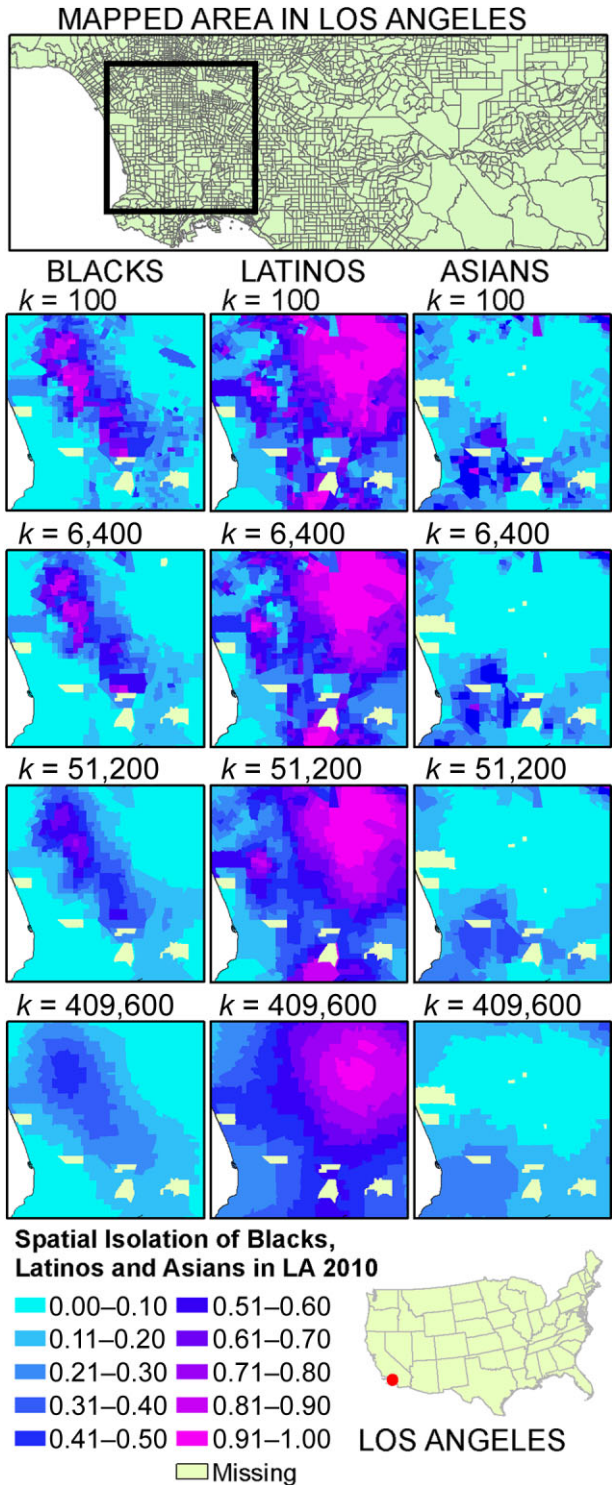 MAPPED AREA IN LOS ANGELES
BLACKS LATINOS ASIANS
k = 100 k = 100 k = 100
k = 6,400 k = 6,400 k = 6,400
k = 51,200 k = 51,200 k = 51,200
k = 409,600 k = 409,600 k = 409,600
Spatial Isolation of Blacks,
Latinos and Asians in LA 2010
0.00–0.10 0.51–0.60
0.11–0.20 0.61–0.70
0.21–0.30 0.71–0.80
0.31–0.40 0.81–0.90
0.41–0.50 0.91–1.00
Missing
LOS ANGELES